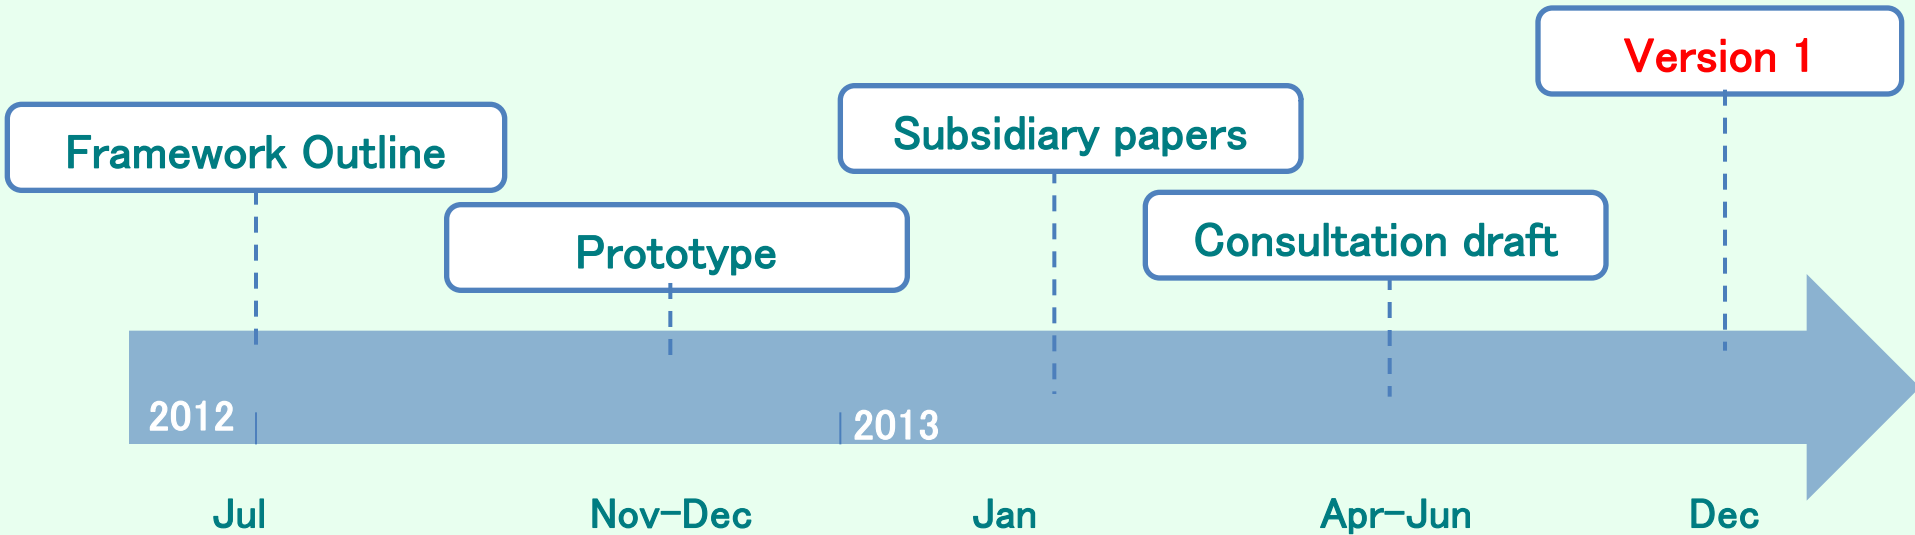 Version 1
Framework Outline
Subsidiary papers
Prototype
Consultation draft
2012
2013
Jul
Nov-Dec
Jan
Apr-Jun
Dec